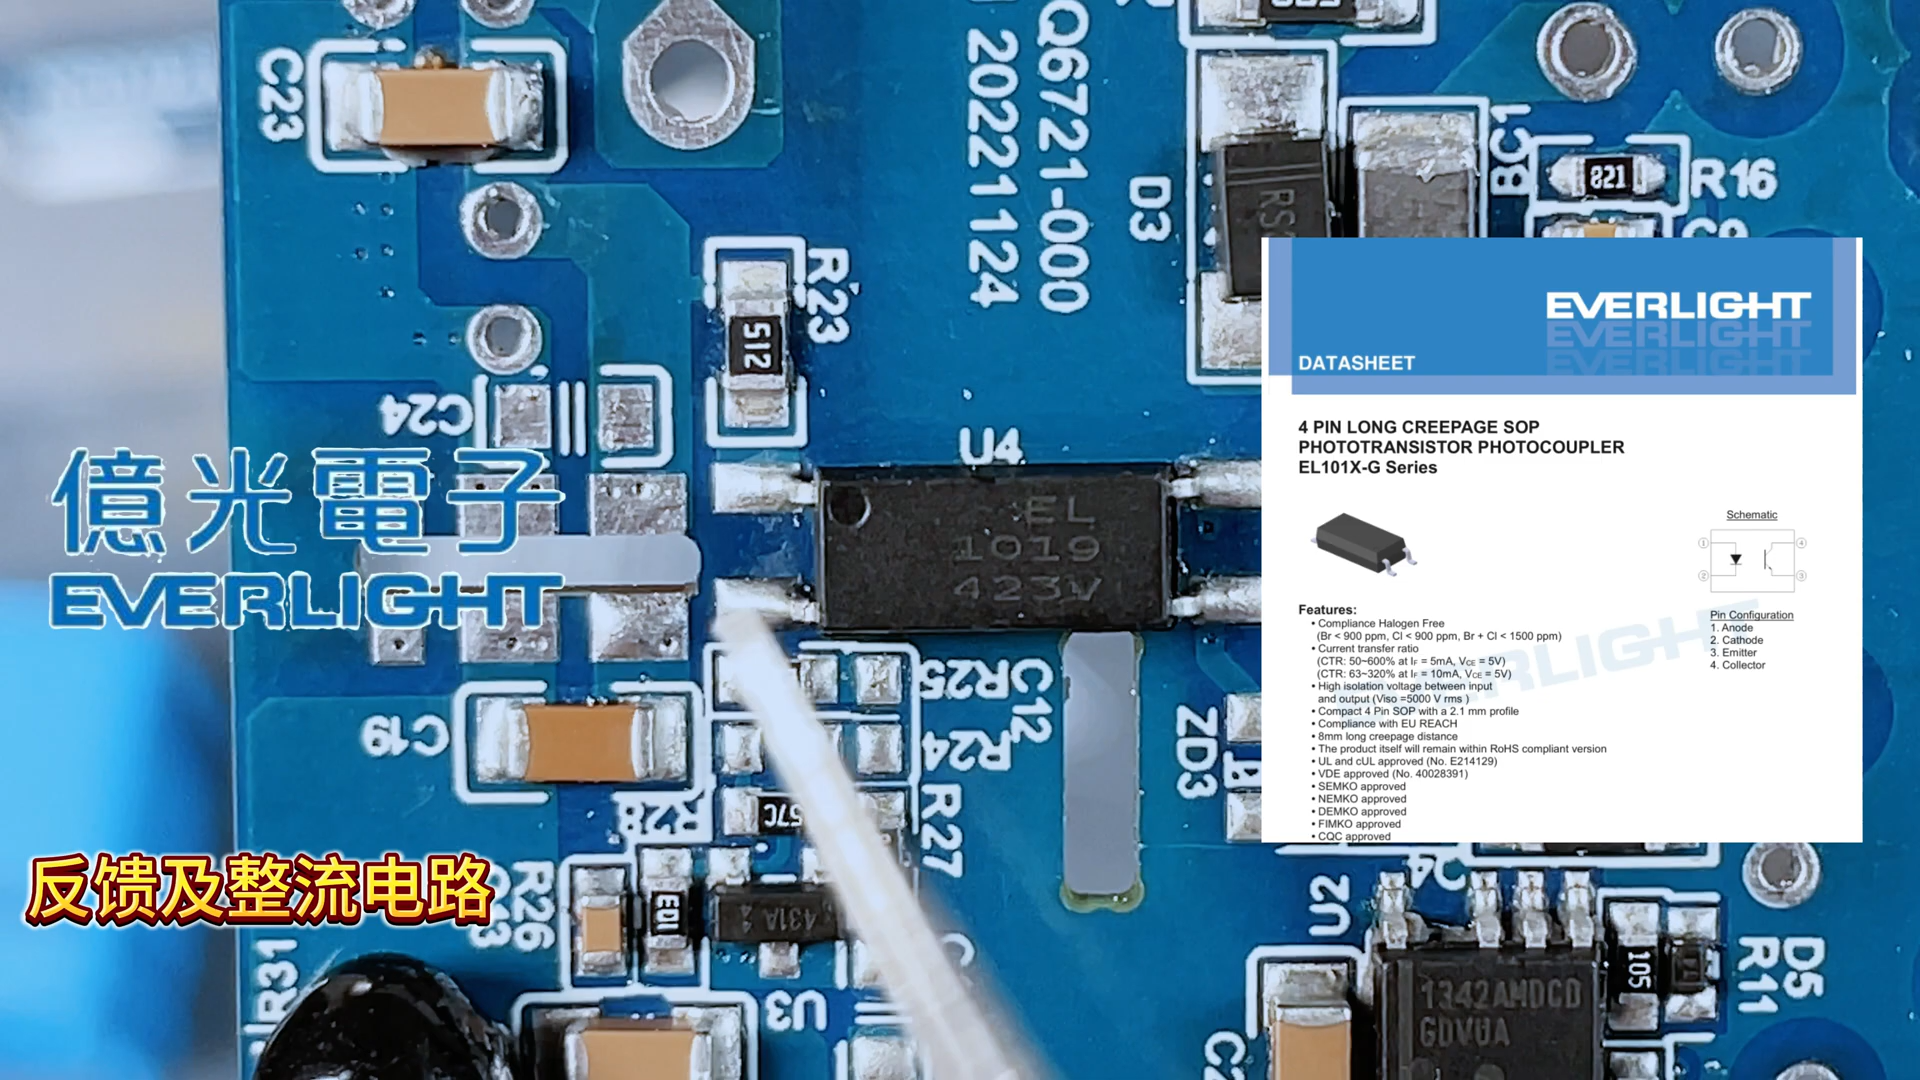 C23
Q6721-000
20221124
D3
BC1
821
R16
R23
512
C24
U4
EL
1019
423V
億光電子
EVERLIGHT
C19
R25
C12
R24
R28
R27
ZD3
R26
431A
U3
R31
反馈及整流电路
U2
105
D5
R11
1342AMDCD
GDVUA
EVERLIGHT
DATASHEET
4 PIN LONG CREEPAGE SOP
PHOTOTRANSISTOR PHOTOCOUPLER
EL101X-G Series
Schematic
Features:
• Compliance Halogen Free
(Br < 900 ppm, Cl < 900 ppm, Br + Cl < 1500 ppm)
• Current transfer ratio
(CTR: 50~600% at IF = 5mA, VCE = 5V)
(CTR: 63~320% at IF = 10mA, VCE = 5V)
• High isolation voltage between input
and output (Viso =5000 V rms )
• Compact 4 Pin SOP with a 2.1 mm profile
• Compliance with EU REACH
• 8mm long creepage distance
• The product itself will remain within RoHS compliant version
• UL and cUL approved (No. E214129)
• VDE approved (No. 40028391)
• SEMKO approved
• NEMKO approved
• DEMKO approved
• FIMKO approved
• CQC approved
Pin Configuration
1. Anode
2. Cathode
3. Emitter
4. Collector